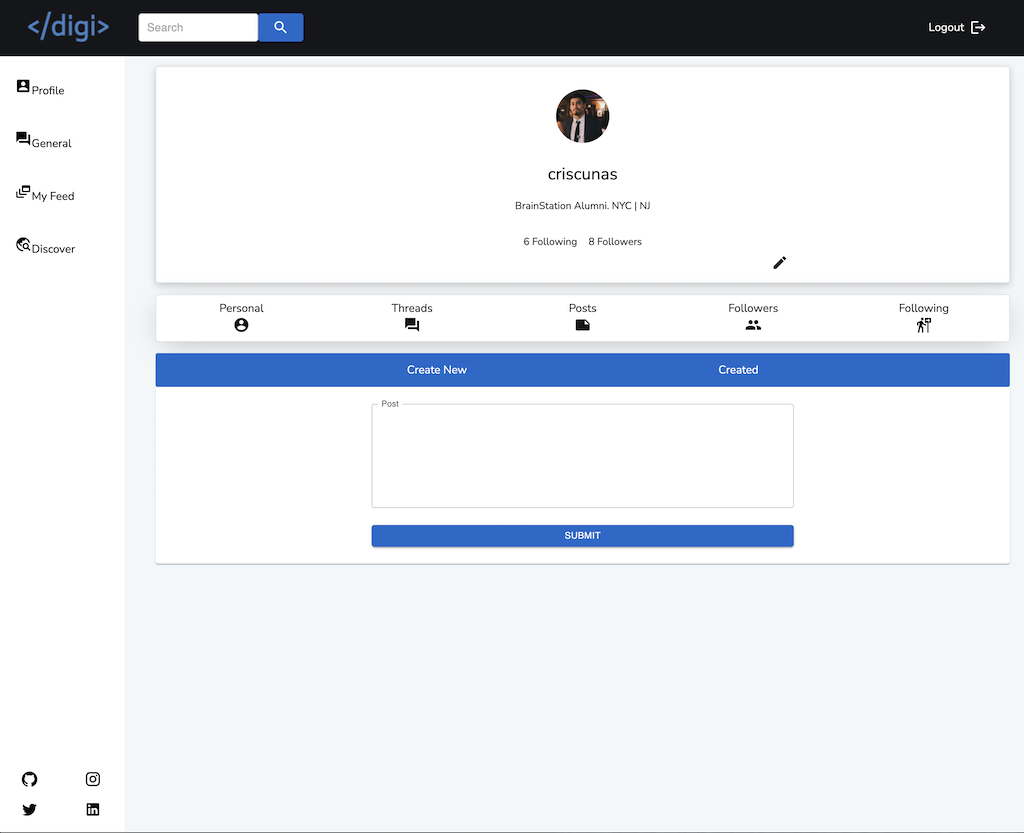 </digi>
Search
Logout
Profile
General
My Feed
Discover
criscunas
BrainStation Alumni. NYC | NJ
6 Following 8 Followers
Personal Threads Posts Followers Following
Create New Created
Post
SUBMIT